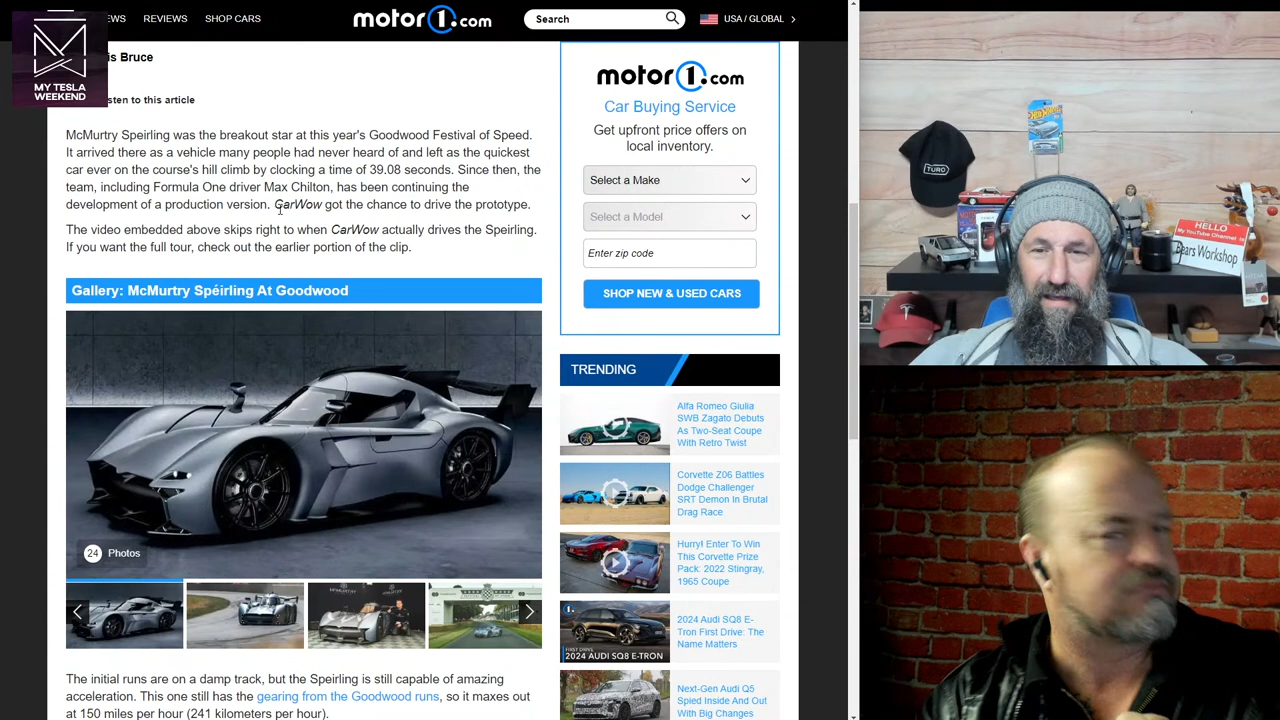 REVIEWS
SHOP CARS
motor1.com
Search
USA / GLOBAL
MY TESLA
WEEKEND
Bruce
to this article
McMurtry Speirling was the breakout star at this year's Goodwood Festival of Speed.
It arrived there as a vehicle many people had never heard of and left as the quickest
car ever on the course's hill climb by clocking a time of 39.08 seconds. Since then, the
team, including Formula One driver Max Chilton, has been continuing the
development of a production version. CarWow got the chance to drive the prototype.
The video embedded above skips right to when CarWow actually drives the Speirling.
If you want the full tour, check out the earlier portion of the clip.
Gallery: McMurtry Spéirling At Goodwood
24 Photos
The initial runs are on a damp track, but the Speirling is still capable of amazing
acceleration. This one still has the gearing from the Goodwood runs, so it maxes out
at 150 miles per hour (241 kilometers per hour).
motor1.com
Car Buying Service
Get upfront price offers on
local inventory.
Select a Make
Select a Model
Enter zip code
SHOP NEW & USED CARS
TRENDING
Alfa Romeo Giulia
SWB Zagato Debuts
As Two-Seat Coupe
With Retro Twist
Corvette Z06 Battles
Dodge Challenger
SRT Demon In Brutal
Drag Race
Hurry! Enter To Win
This Corvette Prize
Pack: 2022 Stingray,
1965 Coupe
FIRST DRIVE
2024 AUDI SQ8 E-TRON
2024 Audi SQ8 E-
Tron First Drive: The
Name Matters
Next-Gen Audi Q5
Spied Inside And Out
With Big Changes
Hot Wheels
TURO
HELLO
My YouTube Channel is
Bears Workshop